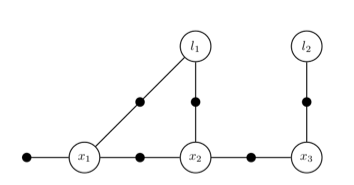 l₁ l₂
x₁ x₂ x₃